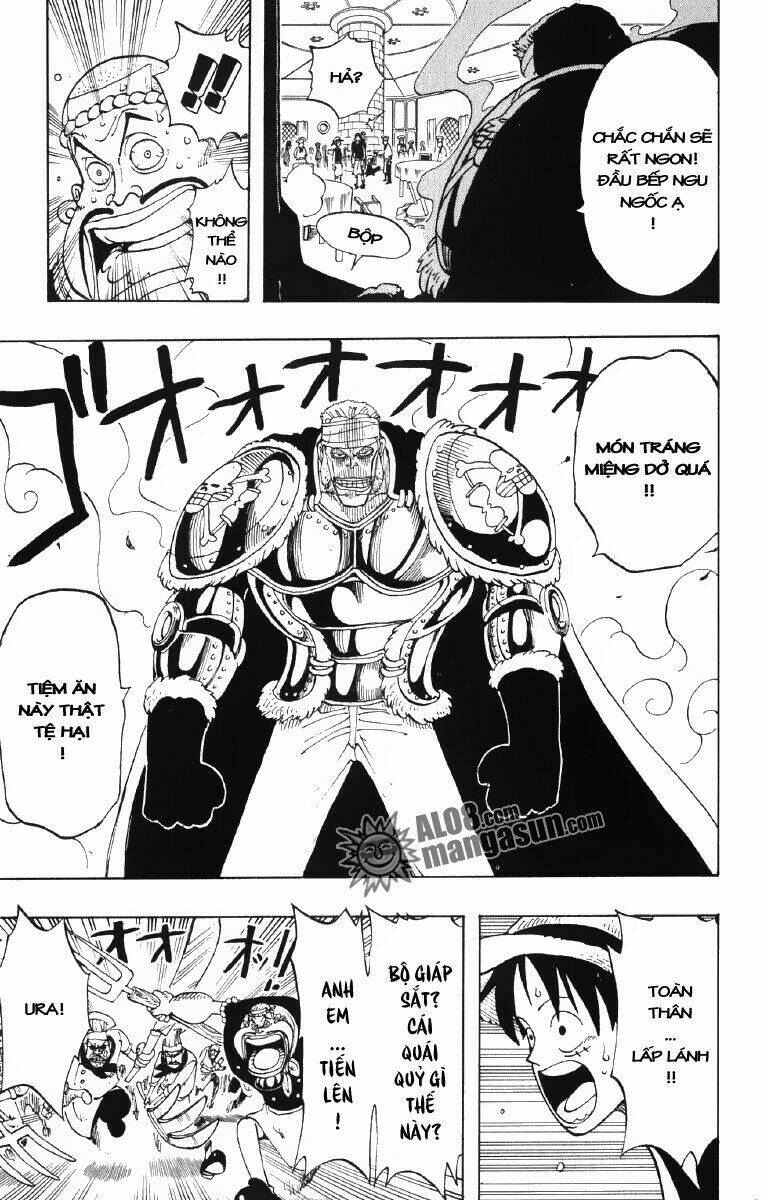 CHẮC CHẮN SẼ
RẤT NGON!
ĐẦU BẾP NGU
NGỐC Ạ
!
HẢ?
BỘP
!!
KHÔNG
THỂ
NÀO
!!
MÓN TRÁNG
MIỆNG DỞ QUÁ
!!
ゴオオオオオ
TIỆM ĂN
NÀY THẬT
TỆ HẠI
!
AL08.com
mangasun.com
TOÀN
THÂN
...
LẤP LÁNH
!!
BỘ GIÁP
SẮT?
CÁI
QUÁI
QUỶ GÌ
THẾ
NÀY?
ANH
EM
...
TIẾN
LÊN
!
!!
オオオ
URA!